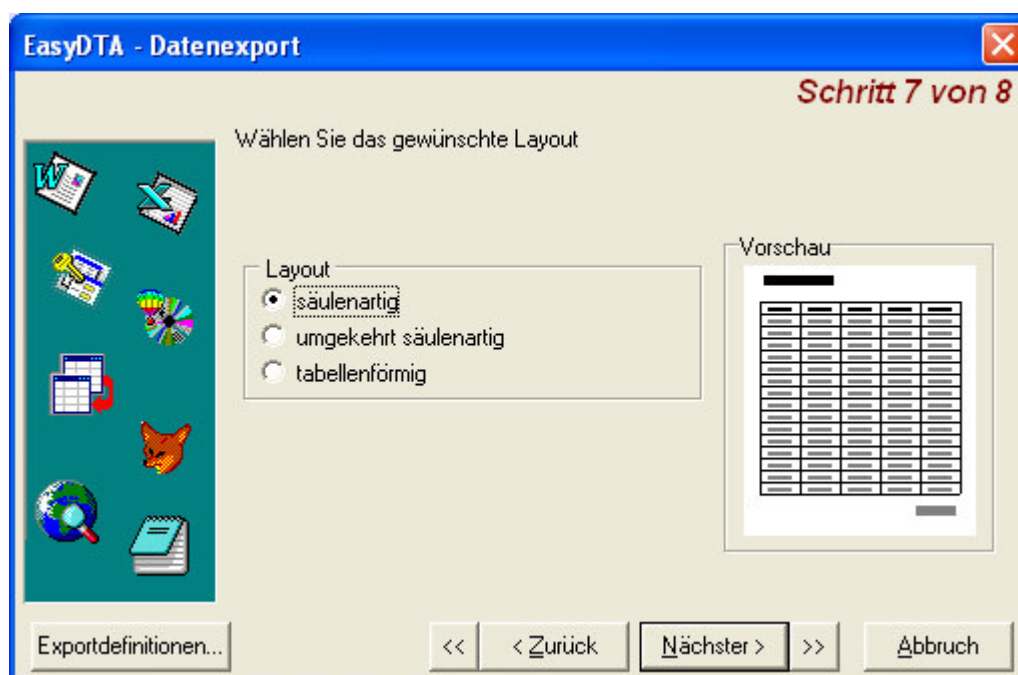 EasyDTA - Datenexport
Schritt 7 von 8
Wählen Sie das gewünschte Layout
Layout
säulenartig
umgekehrt säulenartig
tabellenförmig
Vorschau
Exportdefinitionen...
<<
< Zurück
Nächster >
>>
Abbruch